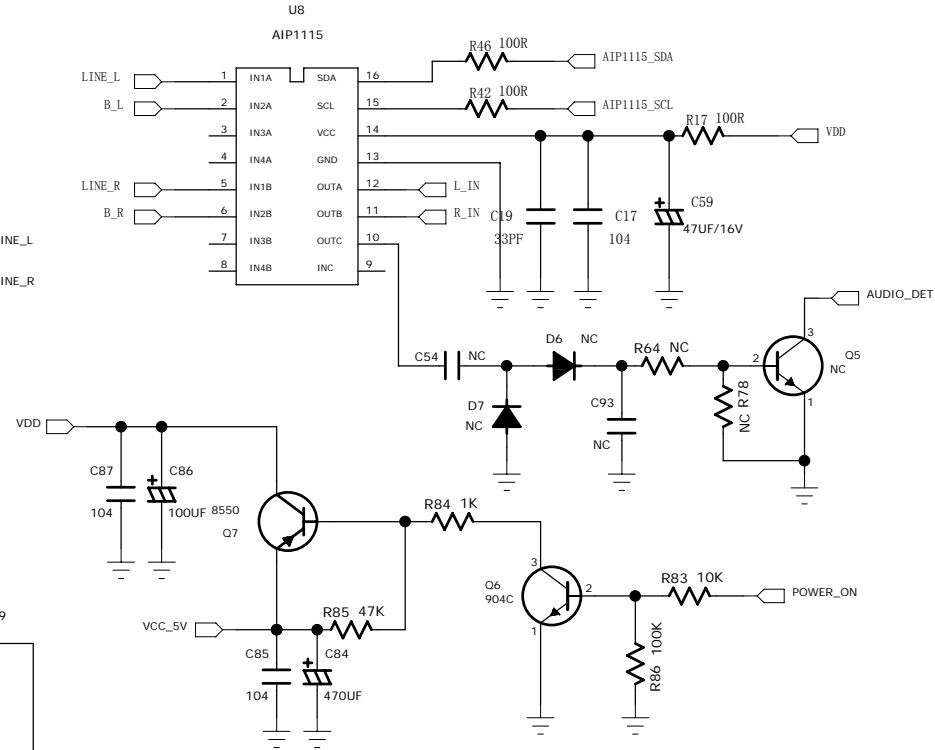 U8
AIP1115
LINE_L
B_L
LINE_R
B_R
1 IN1A SDA 16
2 IN2A SCL 15
3 IN3A VCC 14
4 IN4A GND 13
5 IN1B OUTA 12
6 IN2B OUTB 11
7 IN3B OUTC 10
8 IN4B INC 9
R46 100R
AIP1115_SDA
R42 100R
AIP1115_SCL
R17 100R
VDD
L_IN
R_IN
C19
33PF
C17
104
C59
47UF/16V
INE_L
INE_R
AUDIO_DET
C54 NC
D6 NC
D7
NC
C93
NC
R64 NC
NC R78
2
3
1
Q5
NC
VDD
C87
104
C86
100UF
8550
Q7
R84 1K
R85 47K
VCC_5V
C85
104
C84
470UF
Q6
904C
3
2
1
R83 10K
POWER_ON
R86 100K
9